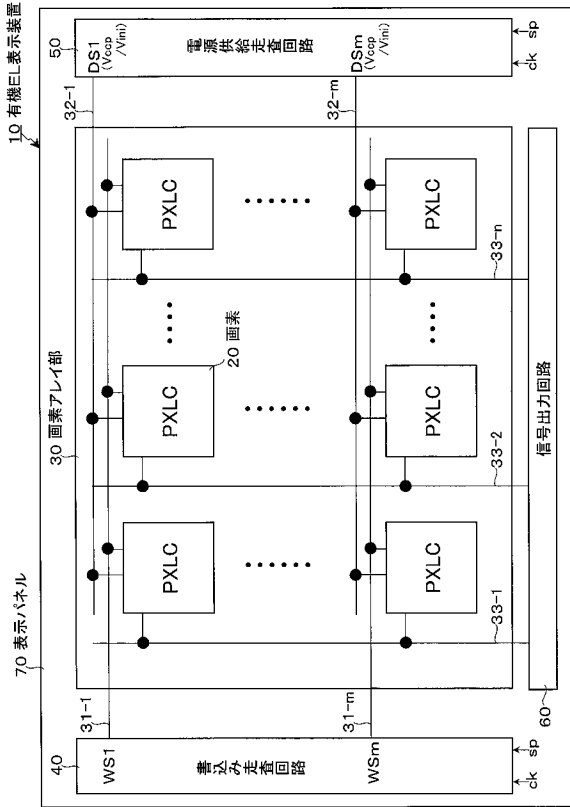 10 有機EL表示装置
70 表示パネル
30 画素アレイ部
50
電源供給走査回路
DS1
(Vccp
/Vini)
DSm
(Vccp
/Vini)
sp
ck
32-1
32-m
PXLC
PXLC
33-n
20 画素
PXLC
PXLC
33-2
PXLC
PXLC
33-1
信号出力回路
60
31-1
31-m
40
WS1
書込み走査回路
WSm
sp
ck